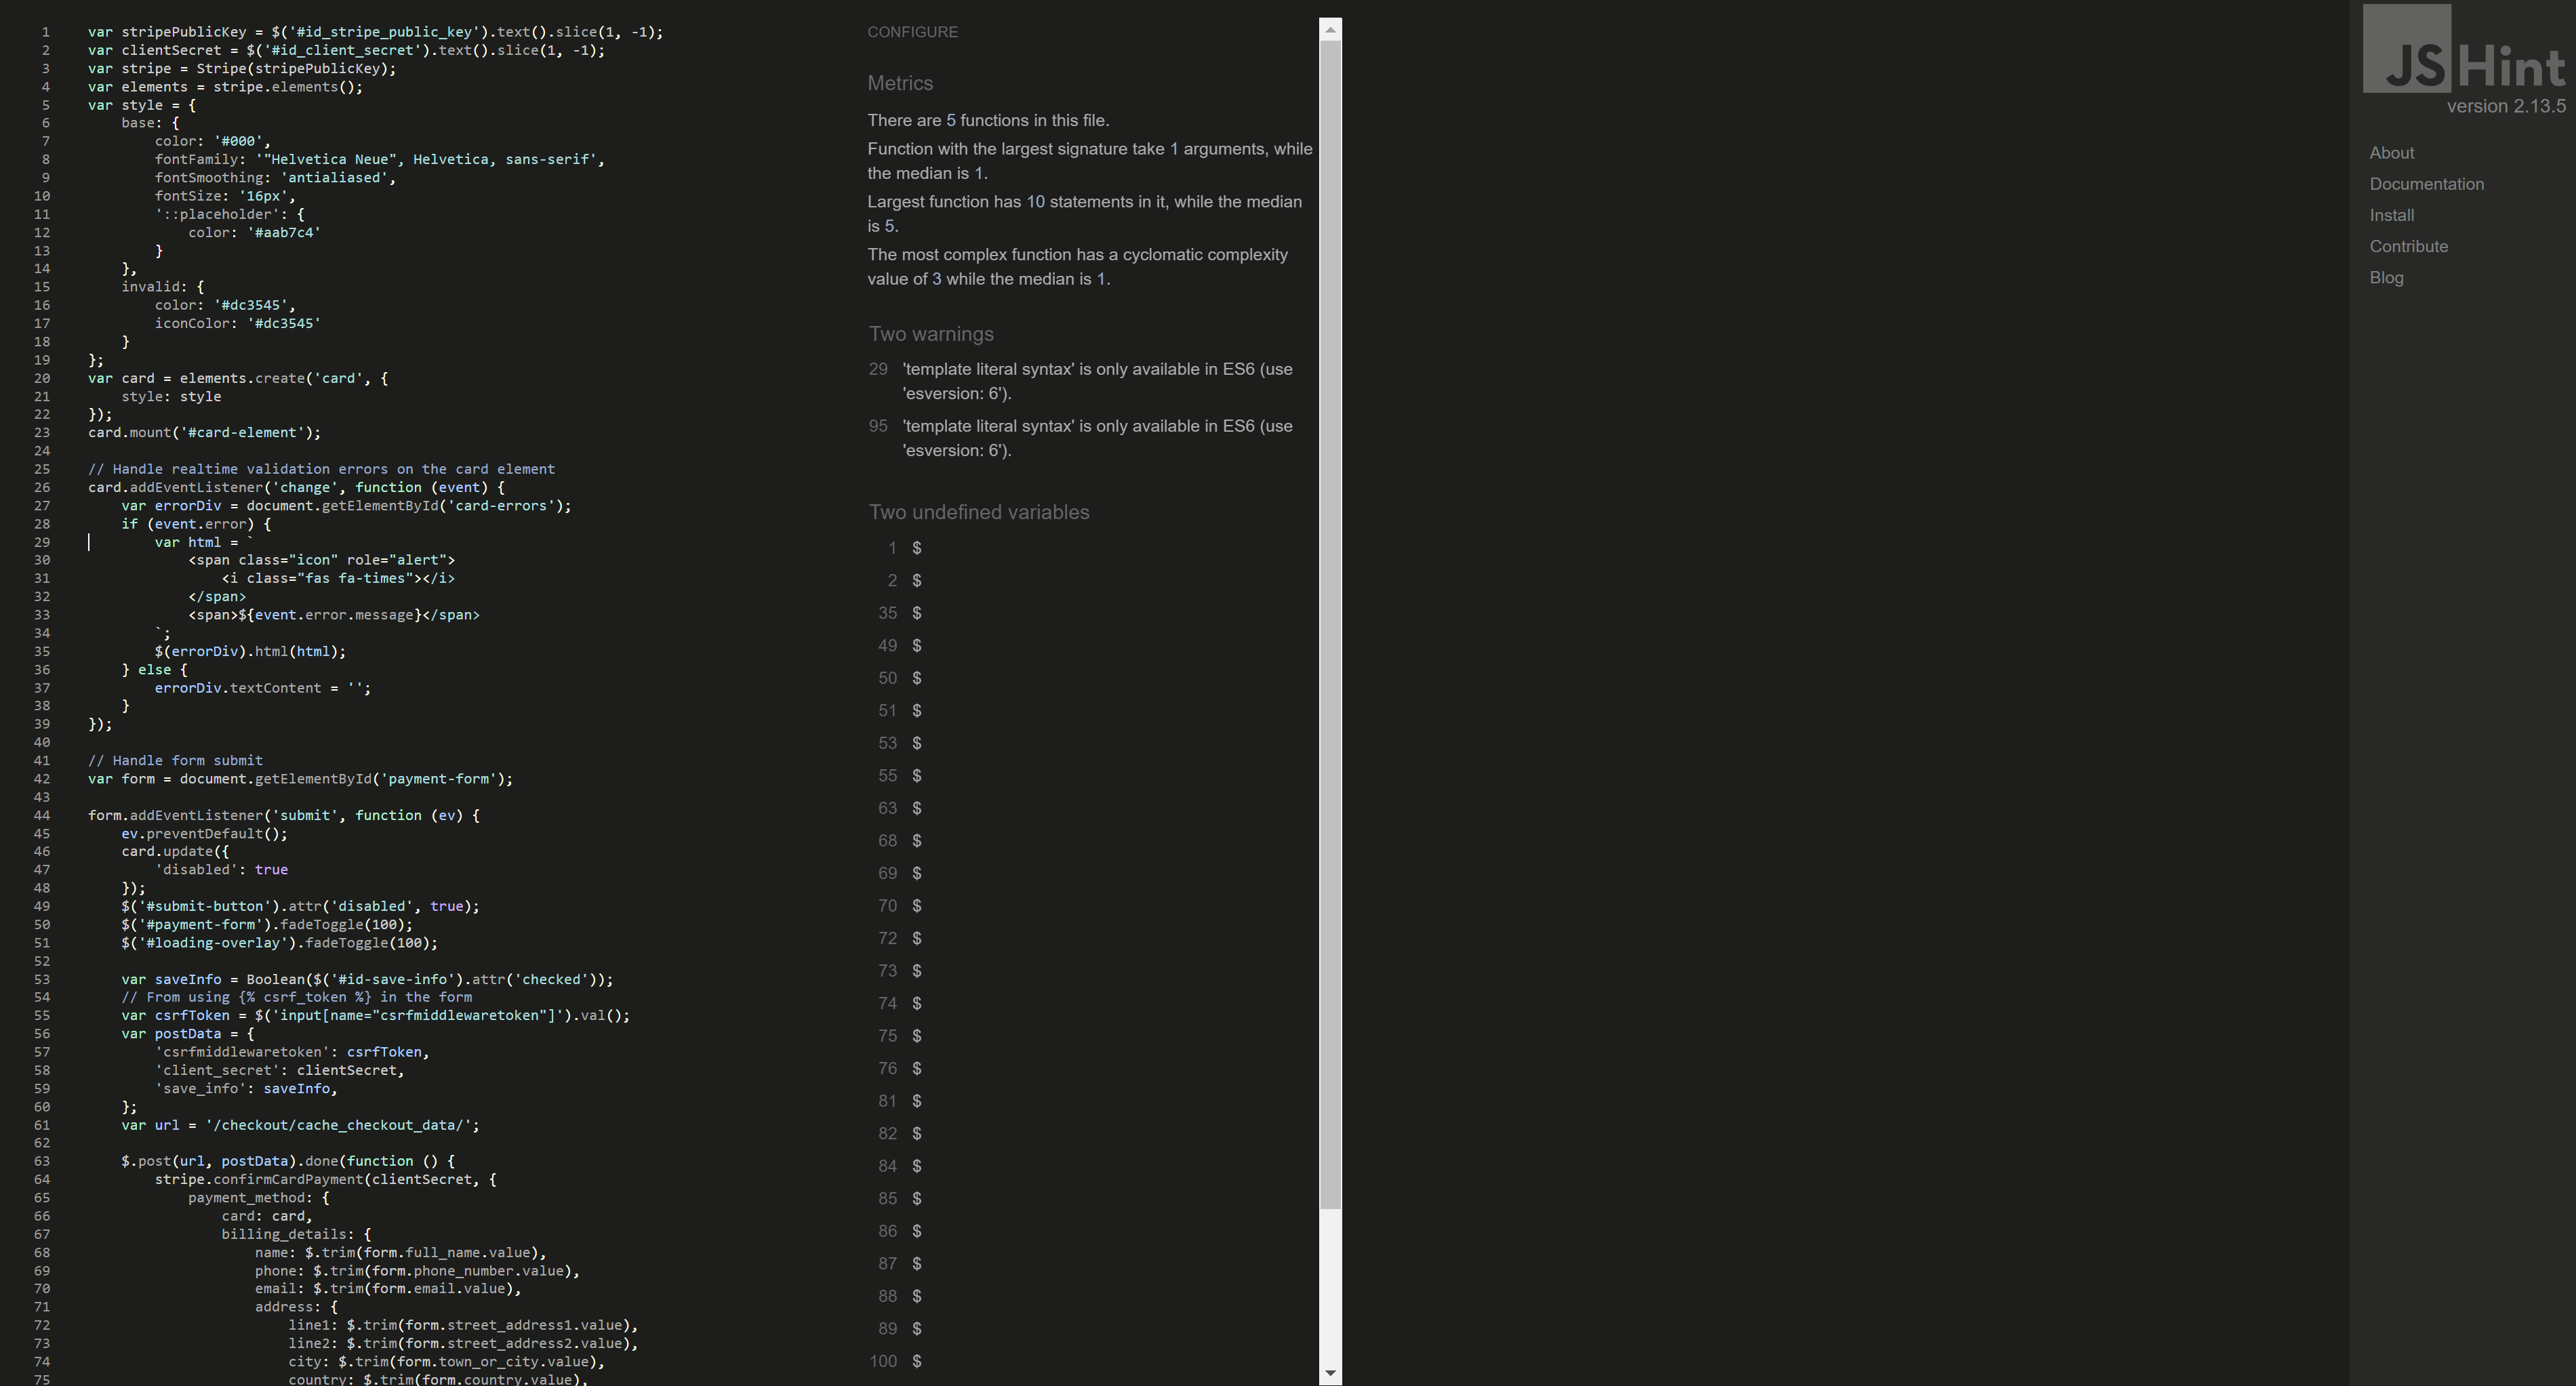 1 var stripePublicKey = $('#id_stripe_public_key').text().slice(1, -1);
2 var clientSecret = $('#id_client_secret').text().slice(1, -1);
3 var stripe = Stripe(stripePublicKey);
4 var elements = stripe.elements();
5 var style = {
6 base: {
7 color: '#000',
8 fontFamily: '"Helvetica Neue", Helvetica, sans-serif',
9 fontSmoothing: 'antialiased',
10 fontSize: '16px',
11 '::placeholder': {
12 color: '#aab7c4'
13 }
14 },
15 invalid: {
16 color: '#dc3545',
17 iconColor: '#dc3545'
18 }
19 };
20 var card = elements.create('card', {
21 style: style
22 });
23 card.mount('#card-element');
24
25 // Handle realtime validation errors on the card element
26 card.addEventListener('change', function (event) {
27 var errorDiv = document.getElementById('card-errors');
28 if (event.error) {
29 var html = `
30 <span class="icon" role="alert">
31 <i class="fas fa-times"></i>
32 </span>
33 <span>${event.error.message}</span>
34 `;
35 $(errorDiv).html(html);
36 } else {
37 errorDiv.textContent = '';
38 }
39 });
40
41 // Handle form submit
42 var form = document.getElementById('payment-form');
43
44 form.addEventListener('submit', function (ev) {
45 ev.preventDefault();
46 card.update({
47 'disabled': true
48 });
49 $('#submit-button').attr('disabled', true);
50 $('#payment-form').fadeToggle(100);
51 $('#loading-overlay').fadeToggle(100);
52
53 var saveInfo = Boolean($('#id-save-info').attr('checked'));
54 // From using {% csrf_token %} in the form
55 var csrfToken = $('input[name="csrfmiddlewaretoken"]').val();
56 var postData = {
57 'csrfmiddlewaretoken': csrfToken,
58 'client_secret': clientSecret,
59 'save_info': saveInfo,
60 };
61 var url = '/checkout/cache_checkout_data/';
62
63 $.post(url, postData).done(function () {
64 stripe.confirmCardPayment(clientSecret, {
65 payment_method: {
66 card: card,
67 billing_details: {
68 name: $.trim(form.full_name.value),
69 phone: $.trim(form.phone_number.value),
70 email: $.trim(form.email.value),
71 address: {
72 line1: $.trim(form.street_address1.value),
73 line2: $.trim(form.street_address2.value),
74 city: $.trim(form.town_or_city.value),
75 country: $.trim(form.country.value),
CONFIGURE
Metrics
There are 5 functions in this file.
Function with the largest signature take 1 arguments, while
the median is 1.
Largest function has 10 statements in it, while the median
is 5.
The most complex function has a cyclomatic complexity
value of 3 while the median is 1.
Two warnings
29 'template literal syntax' is only available in ES6 (use
'esversion: 6').
95 'template literal syntax' is only available in ES6 (use
'esversion: 6').
Two undefined variables
1 $
2 $
35 $
49 $
50 $
51 $
53 $
55 $
63 $
68 $
69 $
70 $
72 $
73 $
74 $
75 $
76 $
81 $
82 $
84 $
85 $
86 $
87 $
88 $
89 $
100 $
JSHint
version 2.13.5
About
Documentation
Install
Contribute
Blog